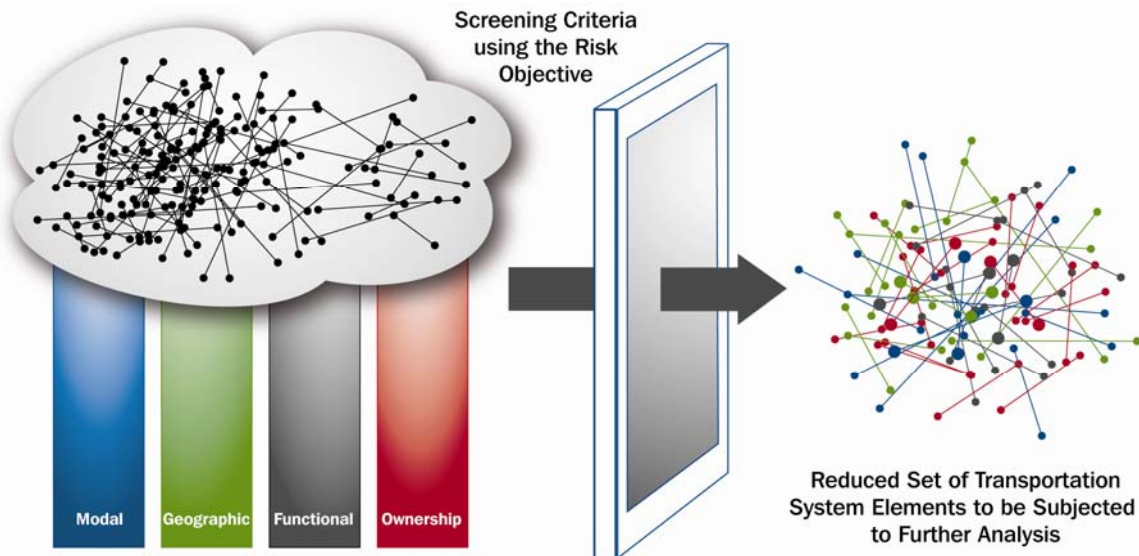 Screening Criteria
using the Risk
Objective
Modal
Geographic
Functional
Ownership
Reduced Set of Transportation
System Elements to be Subjected
to Further Analysis